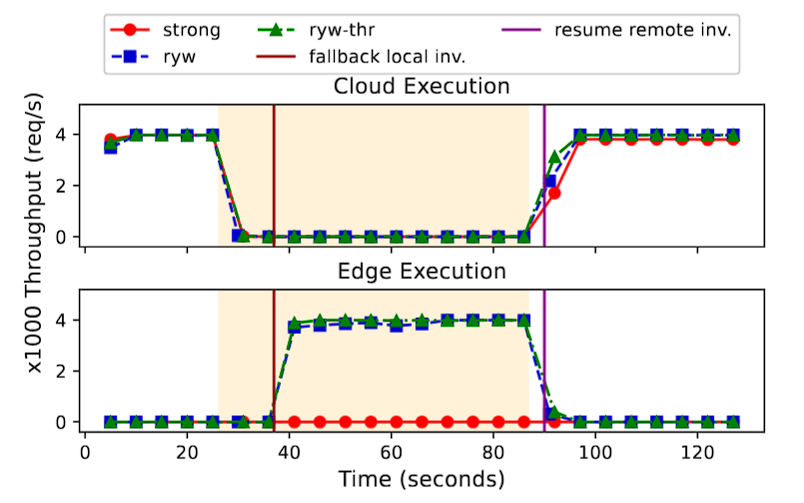 strong
ryw
ryw-thr
fallback local inv.
resume remote inv.
Cloud Execution
4
2
0
Edge Execution
4
2
0
x1000 Throughput (req/s)
0 20 40 60 80 100 120
Time (seconds)